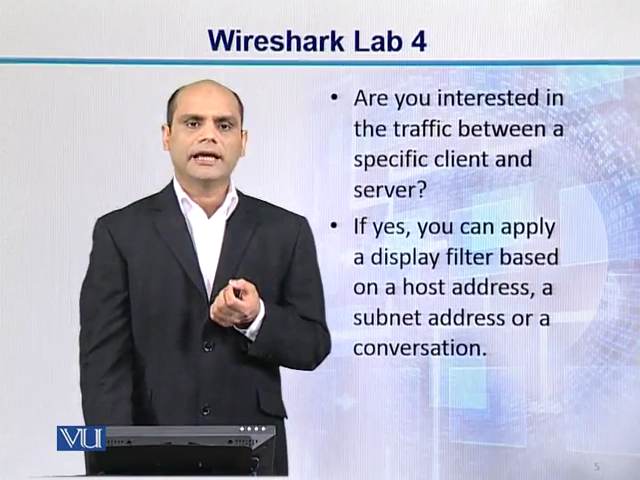 Wireshark Lab 4
• Are you interested in
the traffic between a
specific client and
server?
• If yes, you can apply
a display filter based
on a host address, a
subnet address or a
conversation.
VU
5